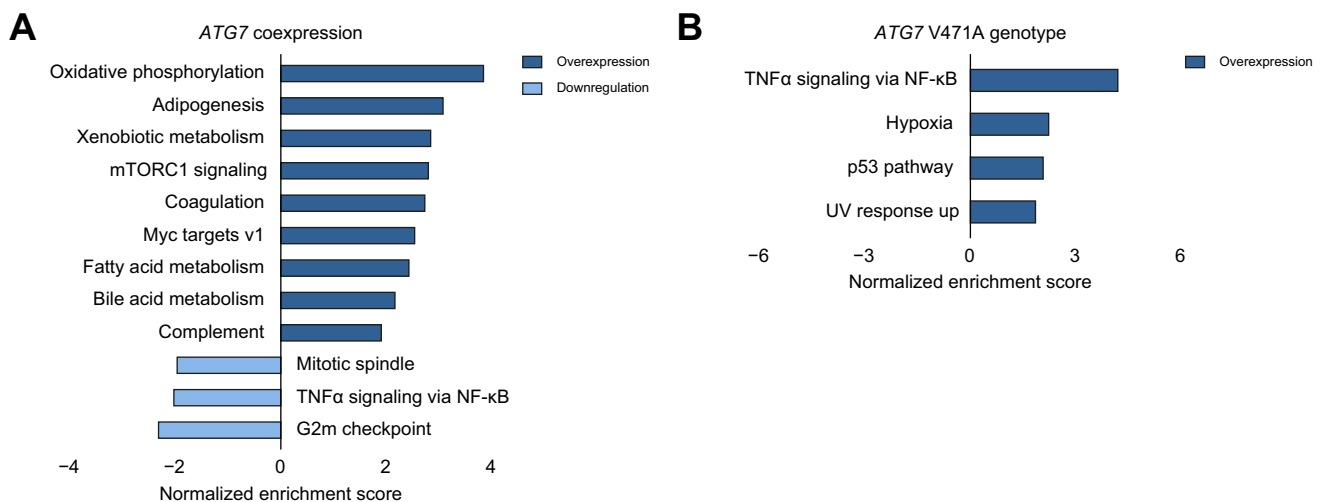 A
ATG7 coexpression
Overexpression
Downregulation
Oxidative phosphorylation
Adipogenesis
Xenobiotic metabolism
mTORC1 signaling
Coagulation
Myc targets v1
Fatty acid metabolism
Bile acid metabolism
Complement
Mitotic spindle
TNFα signaling via NF-κB
G2m checkpoint
−4 −2 0 2 4
Normalized enrichment score
B
ATG7 V471A genotype
Overexpression
TNFα signaling via NF-κB
Hypoxia
p53 pathway
UV response up
−6 −3 0 3 6
Normalized enrichment score